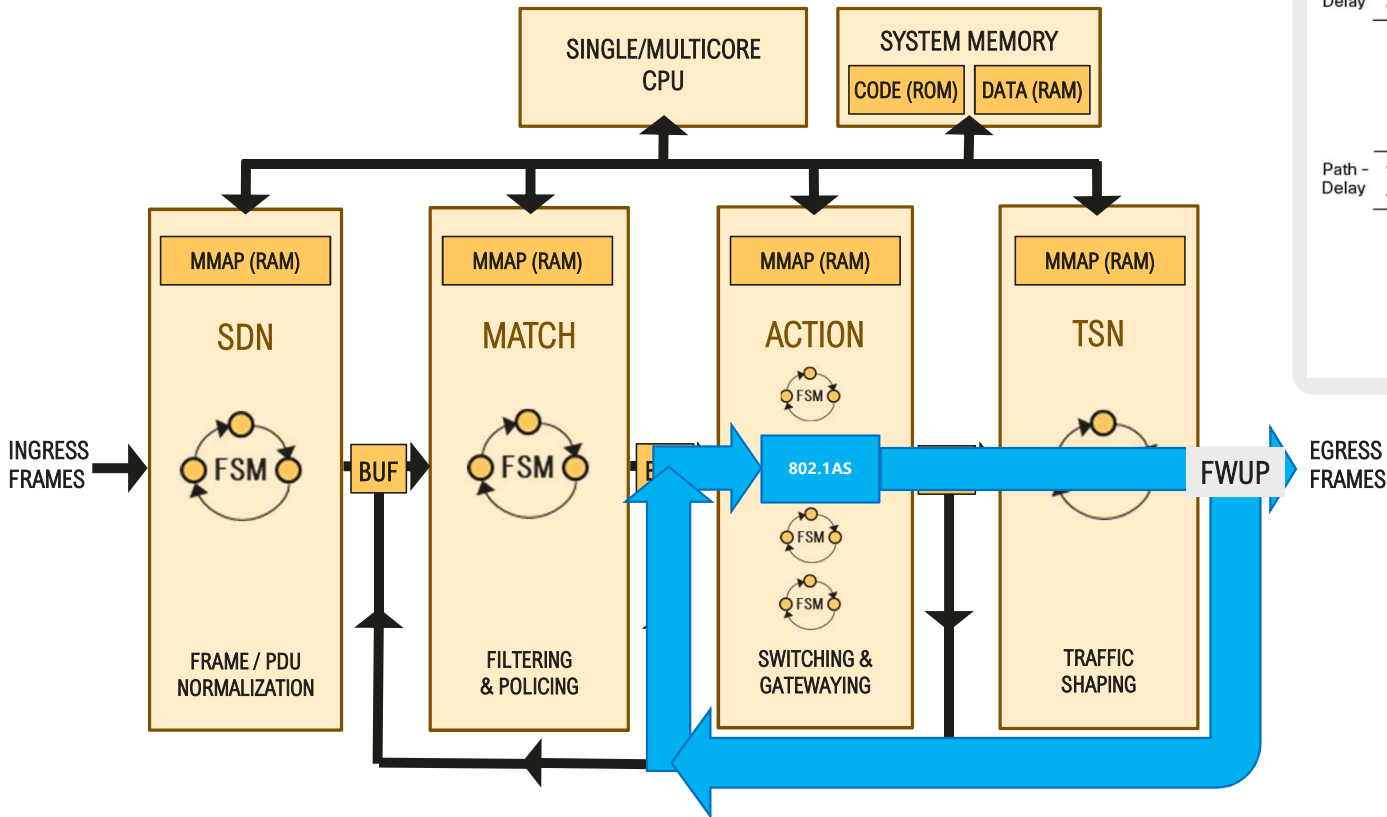 SINGLE/MULTICORE
CPU
SYSTEM MEMORY
CODE (ROM)
DATA (RAM)
Delay
Path -
Delay
MMAP (RAM)
MMAP (RAM)
MMAP (RAM)
MMAP (RAM)
SDN
MATCH
ACTION
TSN
FSM
INGRESS
FRAMES
FSM
BUF
FSM
802.1AS
FWUP
EGRESS
FRAMES
FSM
FSM
FRAME / PDU
NORMALIZATION
FILTERING
& POLICING
SWITCHING &
GATEWAYING
TRAFFIC
SHAPING